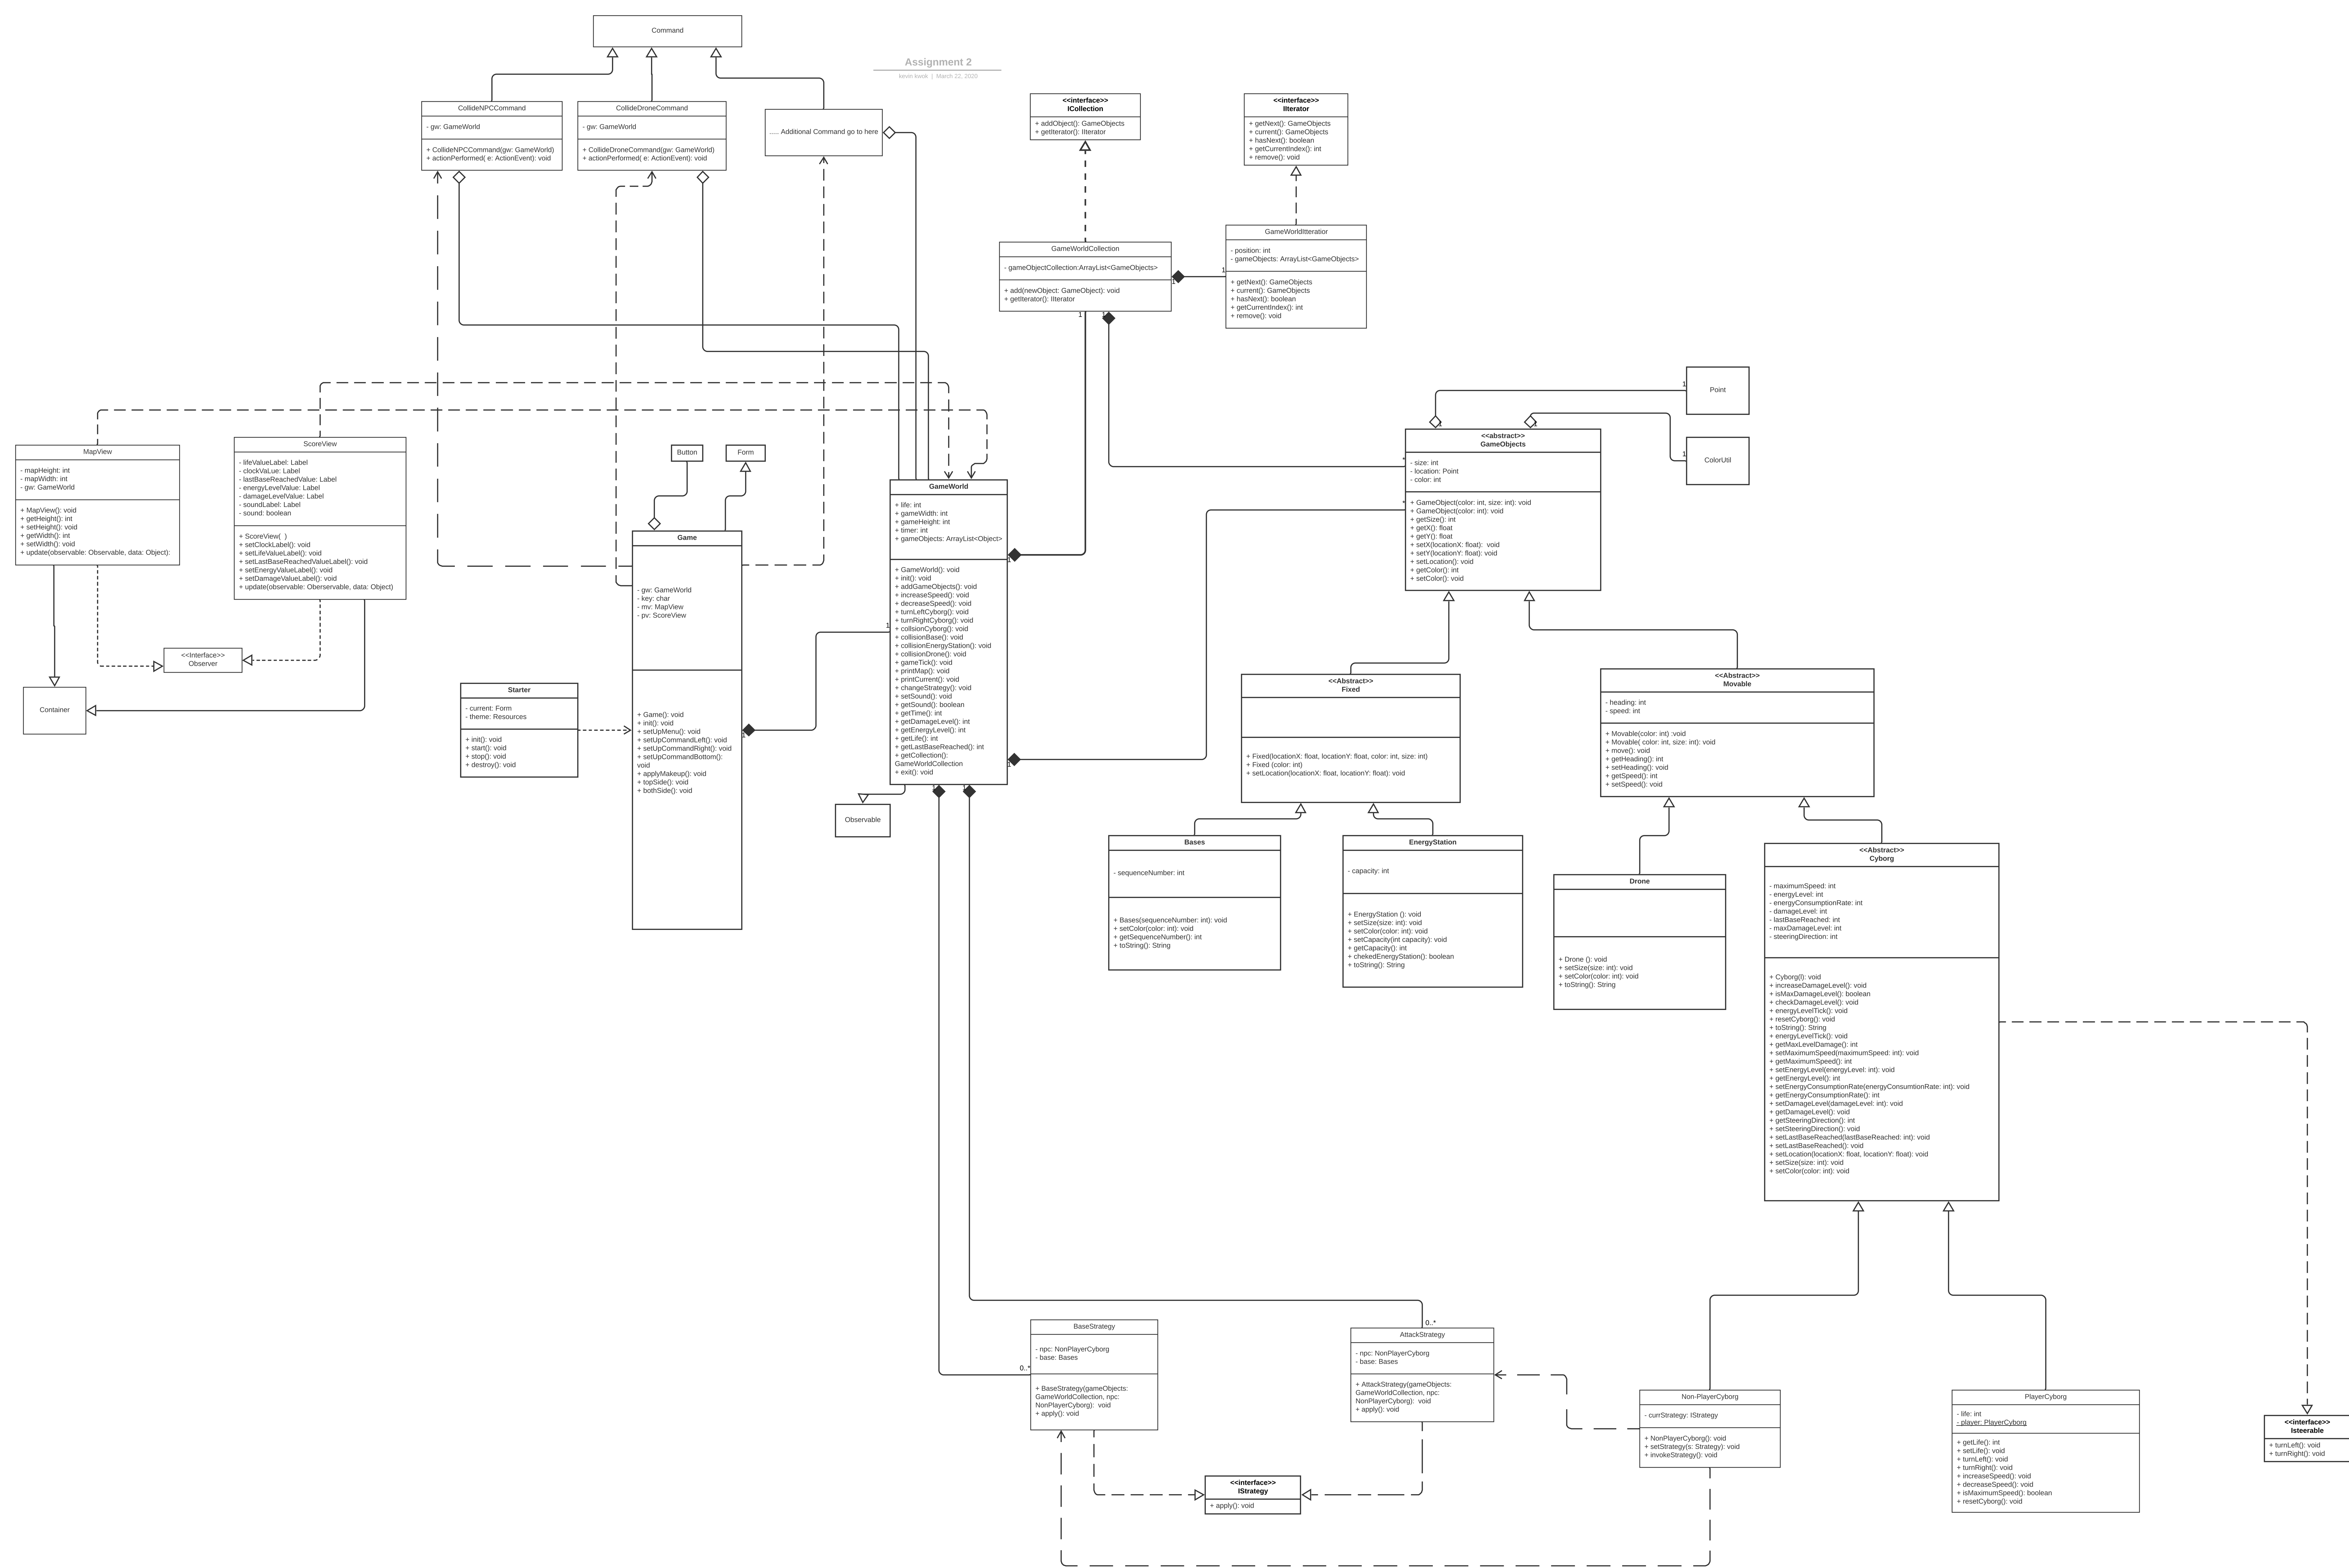 Command
Assignment 2
kevin kwok | March 22, 2020
CollideNPCCommand
- gw: GameWorld
+ CollideNPCCommand(gw: GameWorld)
+ actionPerformed( e: ActionEvent): void
CollideDroneCommand
- gw: GameWorld
+ CollideDroneCommand(gw: GameWorld)
+ actionPerformed( e: ActionEvent): void
..... Additional Command go to here
<<interface>>
ICollection
+ addObject(): GameObjects
+ getIterator(): IIterator
<<interface>>
IIterator
+ getNext(): GameObjects
+ current(): GameObjects
+ hasNext(): boolean
+ getCurrentIndex(): int
+ remove(): void
GameWorldCollection
- gameObjectCollection:ArrayList<GameObjects>
+ add(newObject: GameObject): void
+ getIterator(): IIterator
1
1
1
1
GameWorldItteratior
- position: int
- gameObjects: ArrayList<GameObjects>
+ getNext(): GameObjects
+ current(): GameObjects
+ hasNext(): boolean
+ getCurrentIndex(): int
+ remove(): void
Point
1
ColorUtil
1
1
1
<<abstract>>
GameObjects
- size: int
- location: Point
- color: int
+ GameObject(color: int, size: int): void
+ GameObject(color: int): void
+ getSize(): int
+ getX(): float
+ getY(): float
+ setX(locationX: float):  void
+ setY(locationY: float): void
+ setLocation(): void
+ getColor(): int
+ setColor(): void
*
*
MapView
- mapHeight: int
- mapWidth: int
- gw: GameWorld
+ MapView(): void
+ getHeight(): int
+ setHeight(): void
+ getWidth(): int
+ setWidth(): void
+ update(observable: Observable, data: Object):
ScoreView
- lifeValueLabel: Label
- clockVaLue: Label
- lastBaseReachedValue: Label
- energyLevelValue: Label
- damageLevelValue: Label
- soundLabel: Label
- sound: boolean
+ ScoreView(  )
+ setClockLabel(): void
+ setLifeValueLabel(): void
+ setLastBaseReachedValueLabel(): void
+ setEnergyValueLabel(): void
+ setDamageValueLabel(): void
+ update(observable: Oberservable, data: Object)
<<Interface>>
Observer
Container
Button
Form
Game
- gw: GameWorld
- key: char
- mv: MapView
- pv: ScoreView
+ Game(): void
+ init(): void
+ setUpMenu(): void
+ setUpCommandLeft(): void
+ setUpCommandRight(): void
+ setUpCommandBottom():
void
+ applyMakeup(): void
+ topSide(): void
+ bothSide(): void
1
1
Starter
- current: Form
- theme: Resources
+ init(): void
+ start(): void
+ stop(): void
+ destroy(): void
GameWorld
+ life: int
+ gameWidth: int
+ gameHeight: int
+ timer: int
+ gameObjects: ArrayList<Object>
+ GameWorld(): void
+ init(): void
+ addGameObjects(): void
+ increaseSpeed(): void
+ decreaseSpeed(): void
+ turnLeftCyborg(): void
+ turnRightCyborg(): void
+ collsionCyborg(): void
+ collisionBase(): void
+ collisionEnergyStation(): void
+ collisionDrone(): void
+ gameTick(): void
+ printMap(): void
+ printCurrent(): void
+ changeStrategy(): void
+ setSound(): void
+ getSound(): boolean
+ getTime(): int
+ getDamageLevel(): int
+ getEnergyLevel(): int
+ getLife(): int
+ getLastBaseReached(): int
+ getCollection():
GameWorldCollection
+ exit(): void
1
1
1
1
Observable
<<Abstract>>
Fixed
+ Fixed(locationX: float, locationY: float, color: int, size: int)
+ Fixed (color: int)
+ setLocation(locationX: float, locationY: float): void
<<Abstract>>
Movable
- heading: int
- speed: int
+ Movable(color: int) :void
+ Movable( color: int, size: int): void
+ move(): void
+ getHeading(): int
+ setHeading(): void
+ getSpeed(): int
+ setSpeed(): void
Bases
- sequenceNumber: int
+ Bases(sequenceNumber: int): void
+ setColor(color: int): void
+ getSequenceNumber(): int
+ toString(): String
EnergyStation
- capacity: int
+ EnergyStation (): void
+ setSize(size: int): void
+ setColor(color: int): void
+ setCapacity(int capacity): void
+ getCapacity(): int
+ chekedEnergyStation(): boolean
+ toString(): String
Drone
+ Drone (): void
+ setSize(size: int): void
+ setColor(color: int): void
+ toString(): String
<<Abstract>>
Cyborg
- maximumSpeed: int
- energyLevel: int
- energyConsumptionRate: int
- damageLevel: int
- lastBaseReached: int
- maxDamageLevel: int
- steeringDirection: int
+ Cyborg(l): void
+ increaseDamageLevel(): void
+ isMaxDamageLevel(): boolean
+ checkDamageLevel(): void
+ energyLevelTick(): void
+ resetCyborg(): void
+ toString(): String
+ energyLevelTick(): void
+ getMaxLevelDamage(): int
+ setMaximumSpeed(maximumSpeed: int): void
+ getMaximumSpeed(): int
+ setEnergyLevel(energyLevel: int): void
+ getEnergyLevel(): int
+ setEnergyConsumptionRate(energyConsumtionRate: int): void
+ getEnergyConsumptionRate(): int
+ setDamageLevel(damageLevel: int): void
+ getDamageLevel(): void
+ getSteeringDirection(): int
+ setSteeringDirection(): void
+ setLastBaseReached(lastBaseReached: int): void
+ setLastBaseReached(): void
+ setLocation(locationX: float, locationY: float): void
+ setSize(size: int): void
+ setColor(color: int): void
BaseStrategy
- npc: NonPlayerCyborg
- base: Bases
+ BaseStrategy(gameObjects:
GameWorldCollection, npc:
NonPlayerCyborg):  void
+ apply(): void
0..*
AttackStrategy
- npc: NonPlayerCyborg
- base: Bases
+ AttackStrategy(gameObjects:
GameWorldCollection, npc:
NonPlayerCyborg):  void
+ apply(): void
0..*
<<interface>>
IStrategy
+ apply(): void
Non-PlayerCyborg
- currStrategy: IStrategy
+ NonPlayerCyborg(): void
+ setStrategy(s: Strategy): void
+ invokeStrategy(): void
PlayerCyborg
- life: int
- player: PlayerCyborg
+ getLife(): int
+ setLife(): void
+ turnLeft(): void
+ turnRight(): void
+ increaseSpeed(): void
+ decreaseSpeed(): void
+ isMaximumSpeed(): boolean
+ resetCyborg(): void
<<interface>>
Isteerable
+ turnLeft(): void
+ turnRight(): void